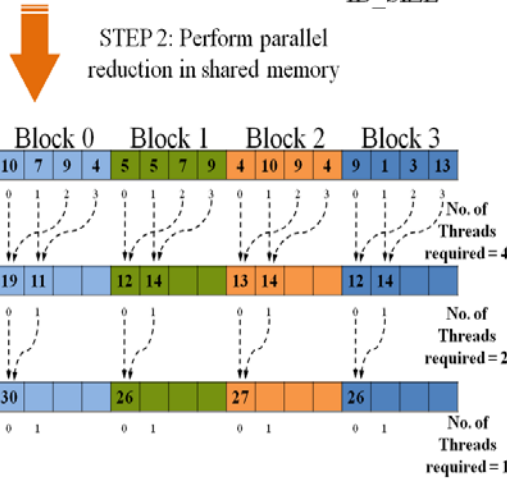 STEP 2: Perform parallel
reduction in shared memory
Block 0 Block 1 Block 2 Block 3
10 7 9 4 5 5 7 9 4 10 9 4 9 1 3 13
0 1 2 3 0 1 2 3 0 1 2 3 0 1 2 3
No. of
Threads
required = 4
19 11 12 14 13 14 12 14
0 1 0 1 0 1 0 1
No. of
Threads
required = 2
30 26 27 26
0 1 0 1 0 1 0 1
No. of
Threads
required = 1